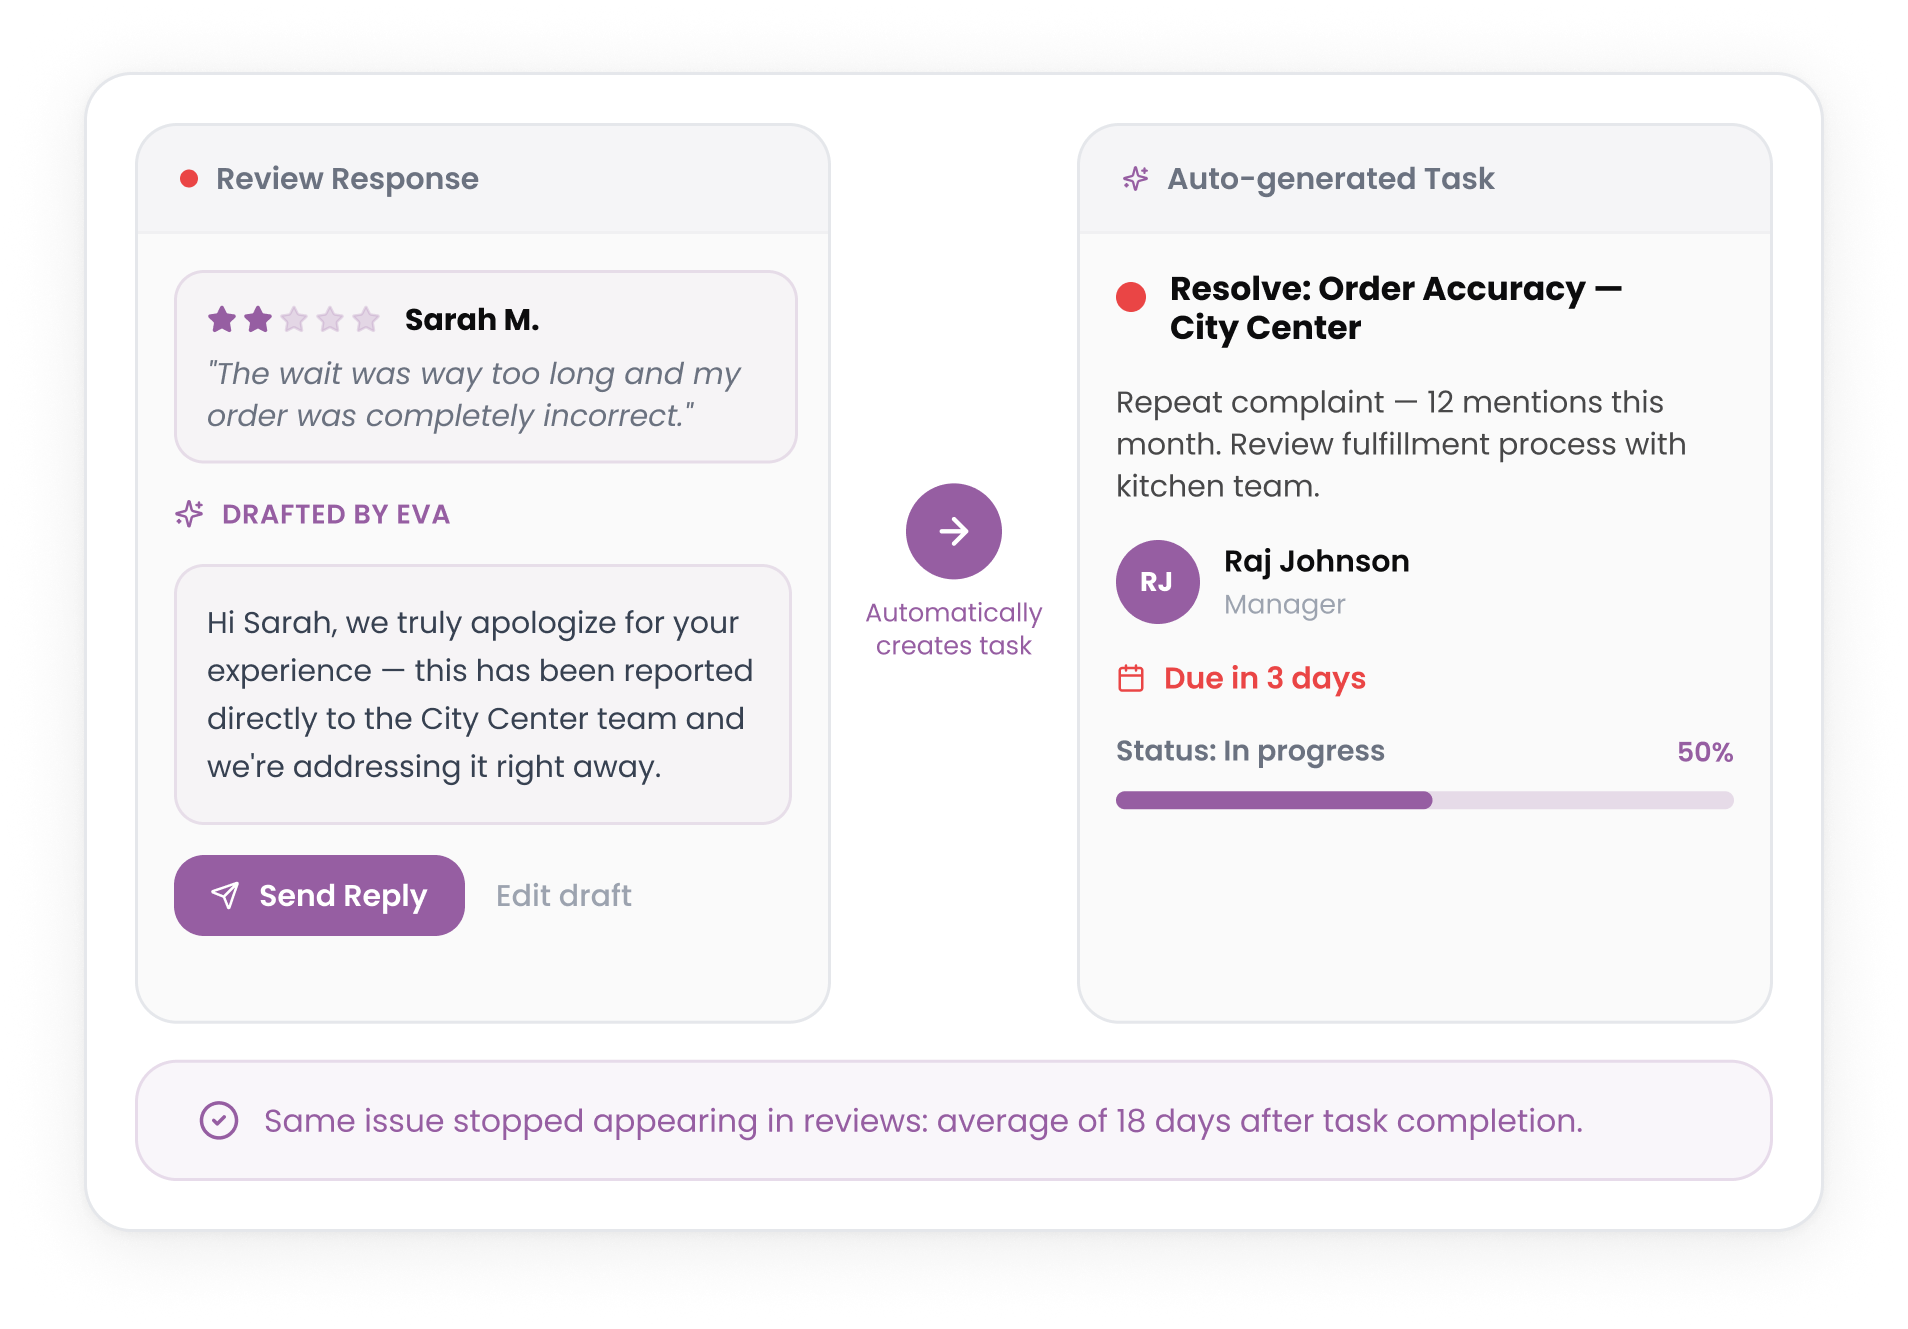 Review Response
Sarah M.
"The wait was way too long and my
order was completely incorrect."
DRAFTED BY EVA
Hi Sarah, we truly apologize for your
experience — this has been reported
directly to the City Center team and
we're addressing it right away.
Send Reply
Edit draft
Automatically
creates task
Auto-generated Task
Resolve: Order Accuracy —
City Center
Repeat complaint — 12 mentions this
month. Review fulfillment process with
kitchen team.
RJ
Raj Johnson
Manager
Due in 3 days
Status: In progress
50%
Same issue stopped appearing in reviews: average of 18 days after task completion.